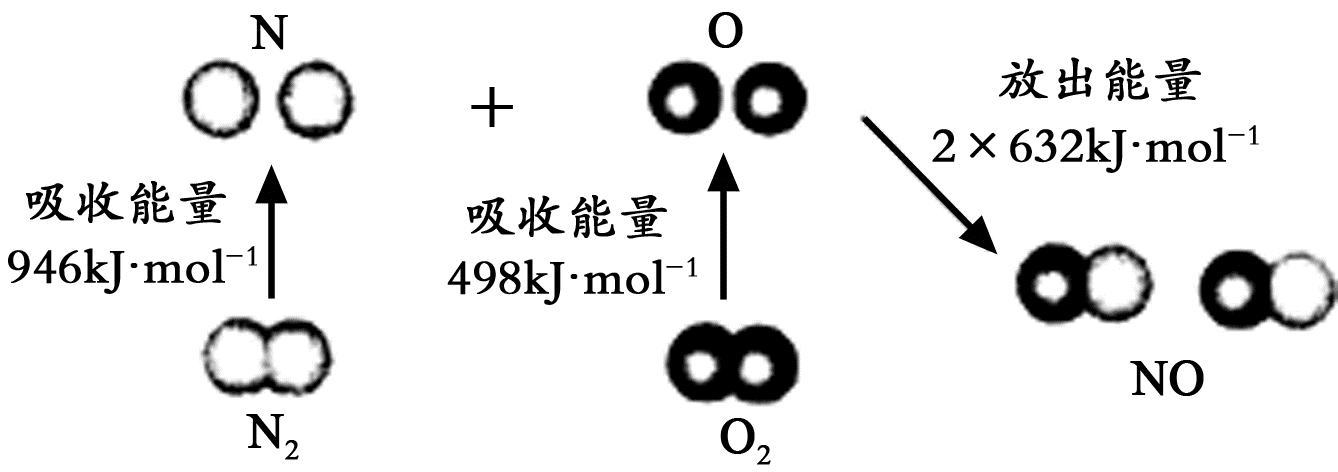 N
O
+
放出能量
2×632kJ·mol⁻¹
吸收能量
946kJ·mol⁻¹
吸收能量
498kJ·mol⁻¹
N₂
O₂
NO